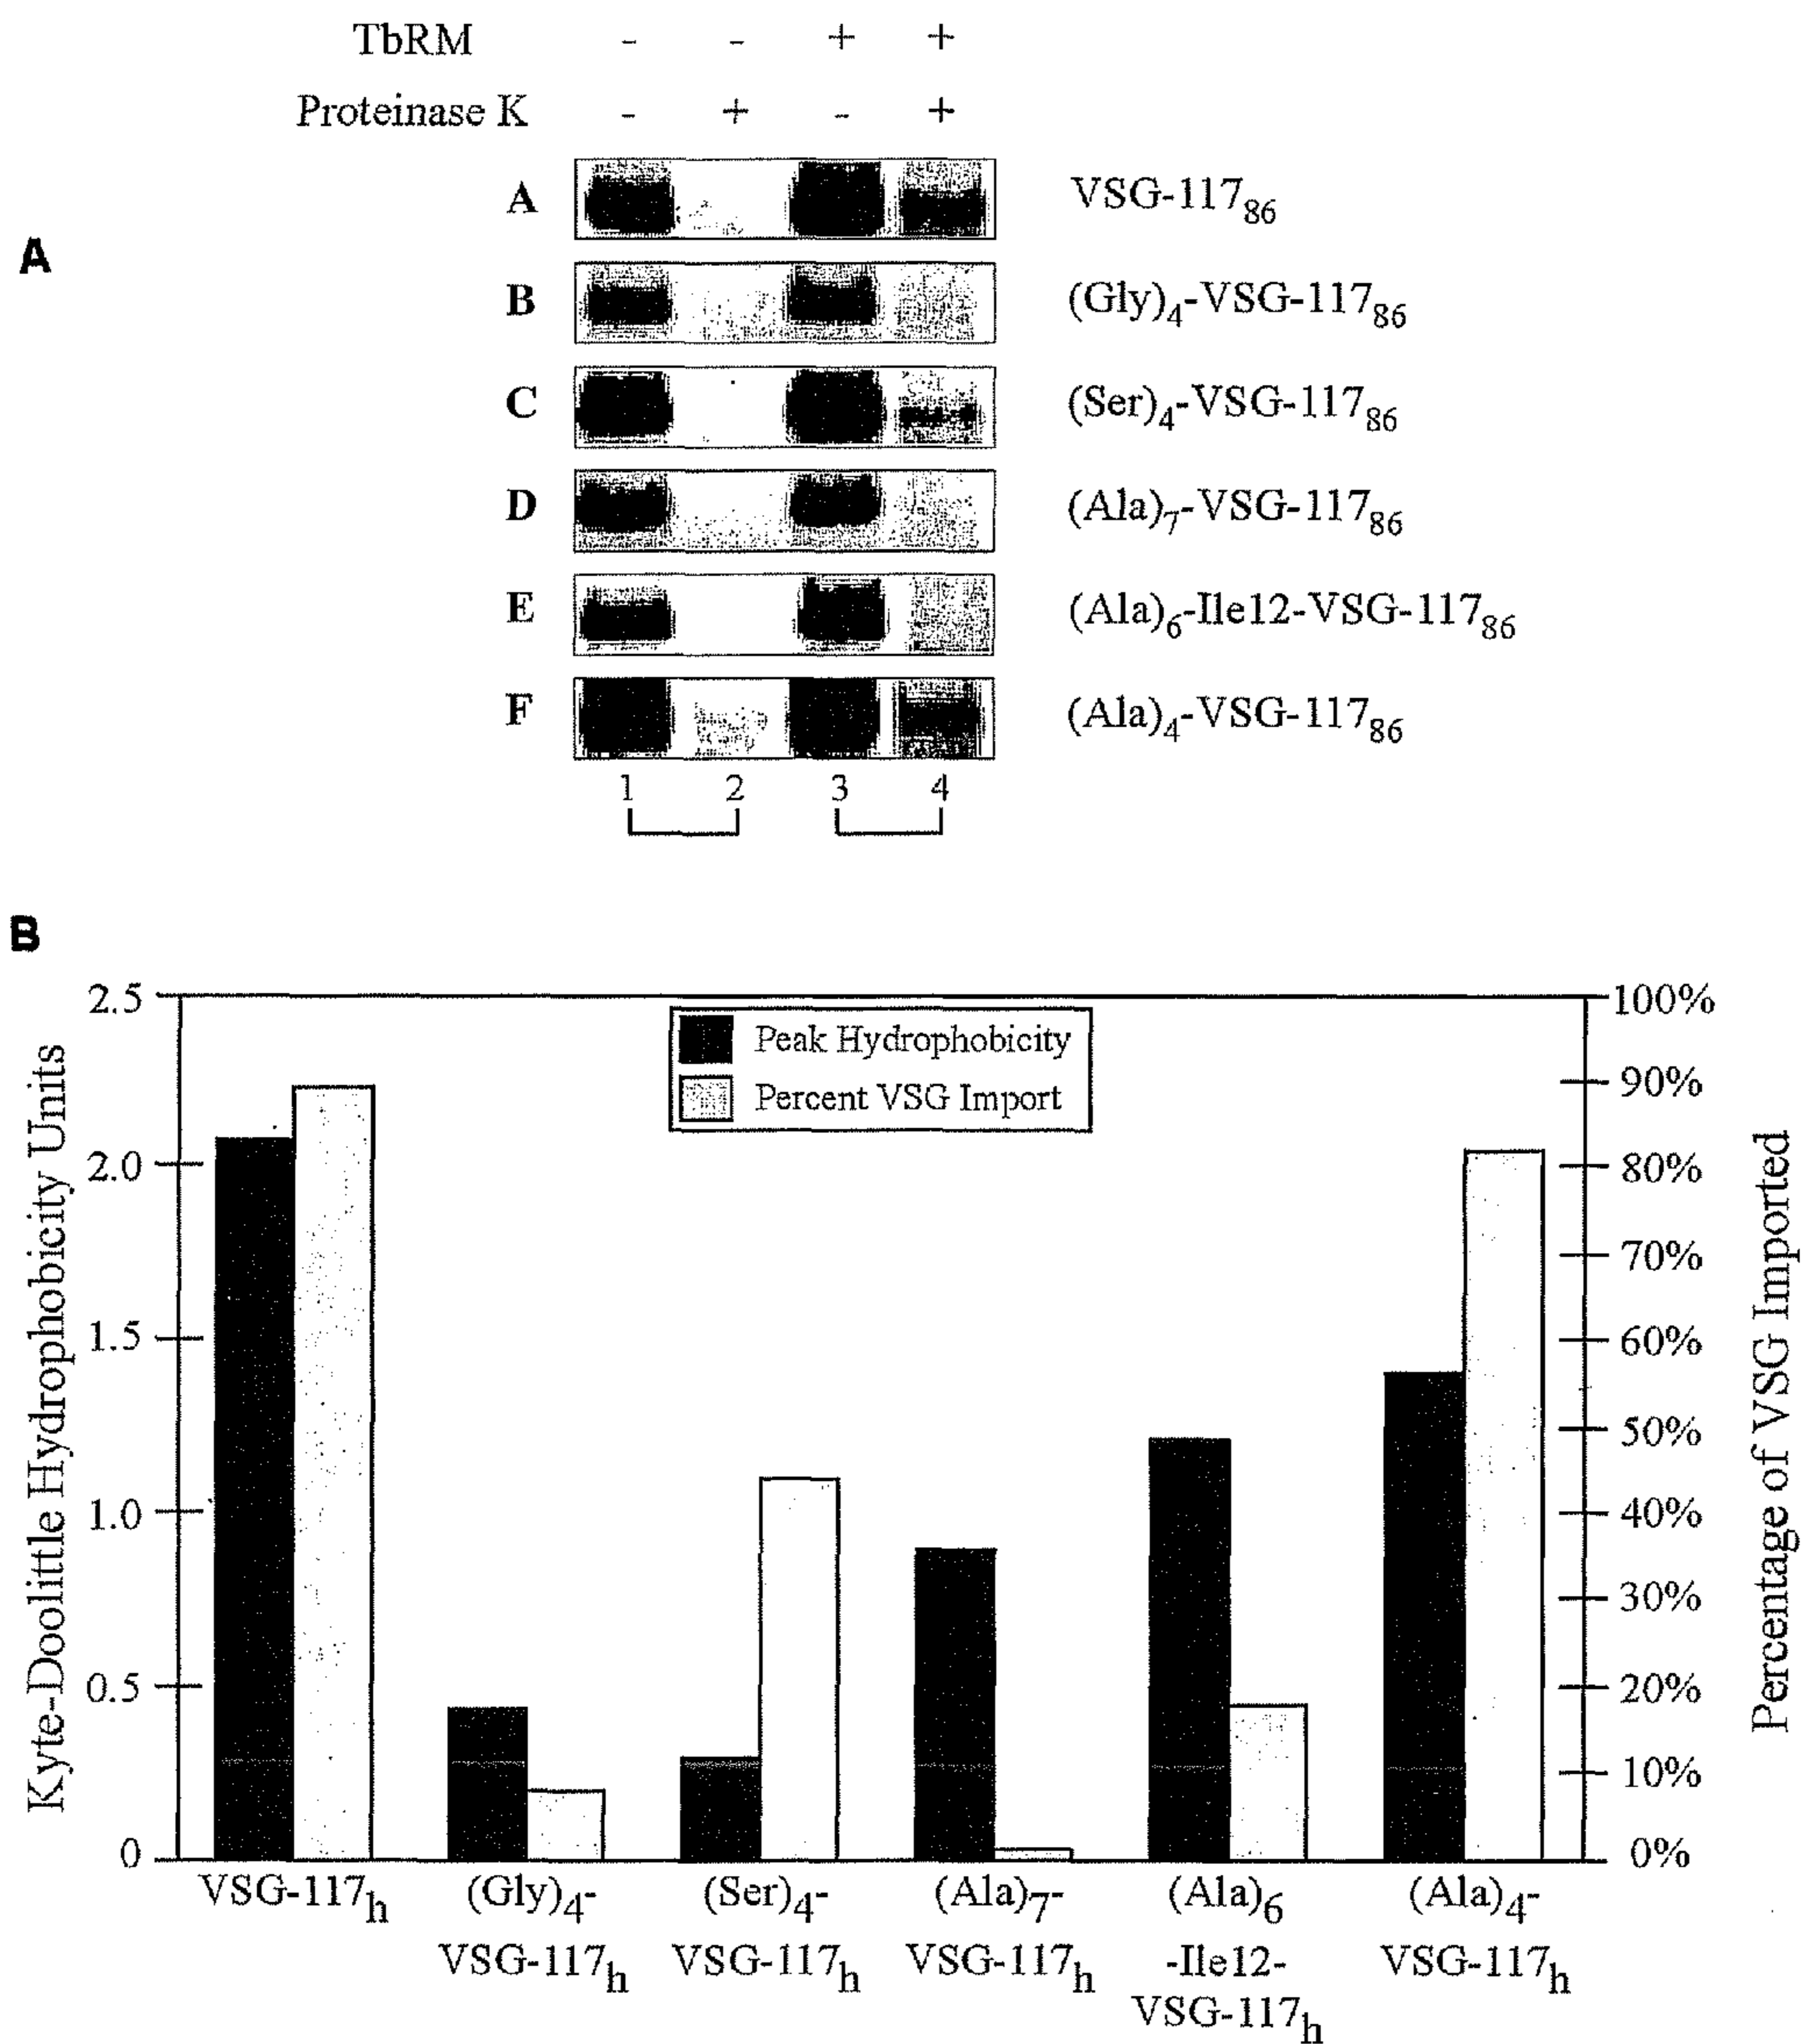 TbRM - - + +
Proteinase K - + - +
A
A VSG-117₈₆
B (Gly)₄-VSG-117₈₆
C (Ser)₄-VSG-117₈₆
D (Ala)₇-VSG-117₈₆
E (Ala)₆-Ile12-VSG-117₈₆
F (Ala)₄-VSG-117₈₆
1 2 3 4
B
Kyte-Doolittle Hydrophobicity Units
2.5
2.0
1.5
1.0
0.5
0
Peak Hydrophobicity
Percent VSG Import
100%
90%
80%
70%
60%
50%
40%
30%
20%
10%
0%
Percentage of VSG Imported
VSG-117ₕ
(Gly)₄-
VSG-117ₕ
(Ser)₄-
VSG-117ₕ
(Ala)₇-
VSG-117ₕ
(Ala)₆
-Ile12-
VSG-117ₕ
(Ala)₄-
VSG-117ₕ